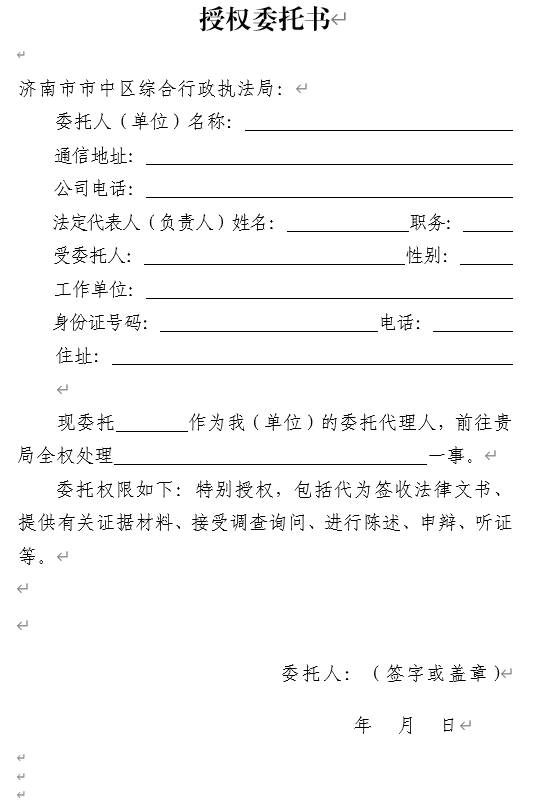 授权委托书
济南市市中区综合行政执法局：
委托人（单位）名称：
通信地址：
公司电话：
法定代表人（负责人）姓名： 职务：
受委托人： 性别：
工作单位：
身份证号码： 电话：
住址：
现委托 作为我（单位）的委托代理人，前往贵
局全权处理 一事。
委托权限如下：特别授权，包括代为签收法律文书、
提供有关证据材料、接受调查询问、进行陈述、申辩、听证
等。
委托人：（签字或盖章）
年 月 日